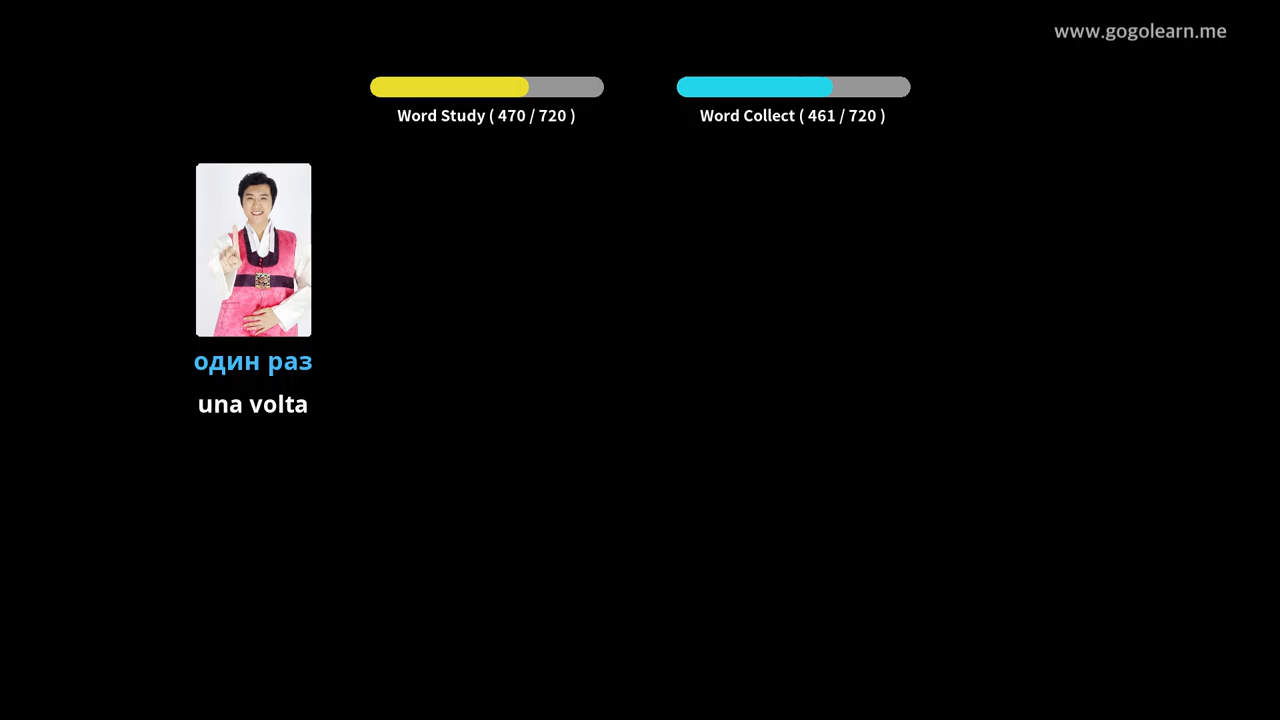 www.gogolearn.me
Word Study ( 470 / 720 )
Word Collect ( 461 / 720 )
один раз
una volta